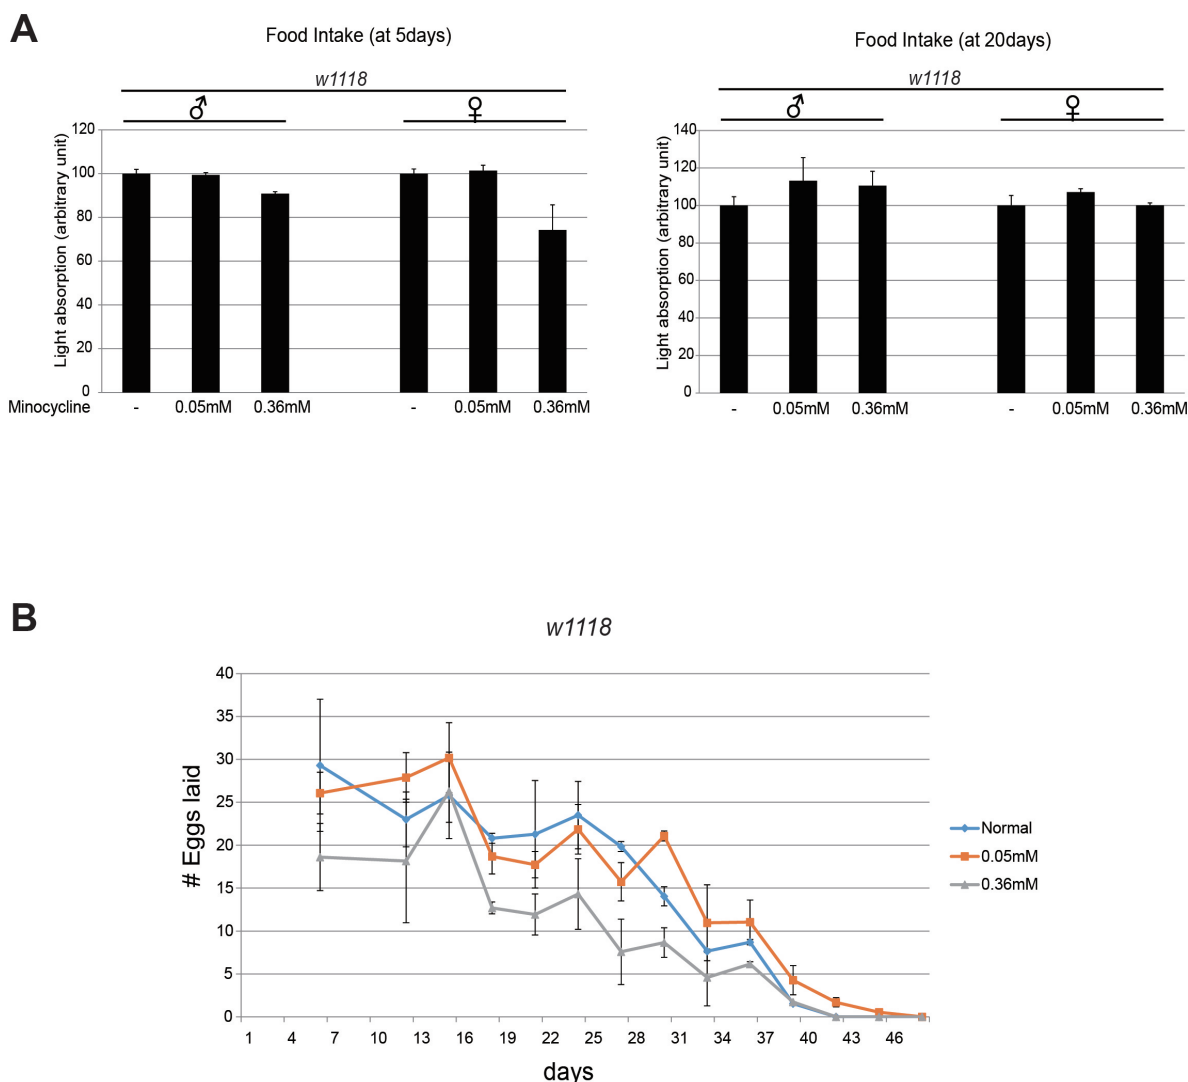 A
Food Intake (at 5days)
w1118
♂ ♀
Light absorption (arbitrary unit)
120
100
80
60
40
20
0
Minocycline - 0.05mM 0.36mM - 0.05mM 0.36mM
Food Intake (at 20days)
w1118
♂ ♀
Light absorption (arbitrary unit)
140
120
100
80
60
40
20
0
- 0.05mM 0.36mM - 0.05mM 0.36mM
B
w1118
# Eggs laid
40
35
30
25
20
15
10
5
0
1 4 7 10 13 16 19 22 25 28 31 34 37 40 43 46
days
Normal
0.05mM
0.36mM